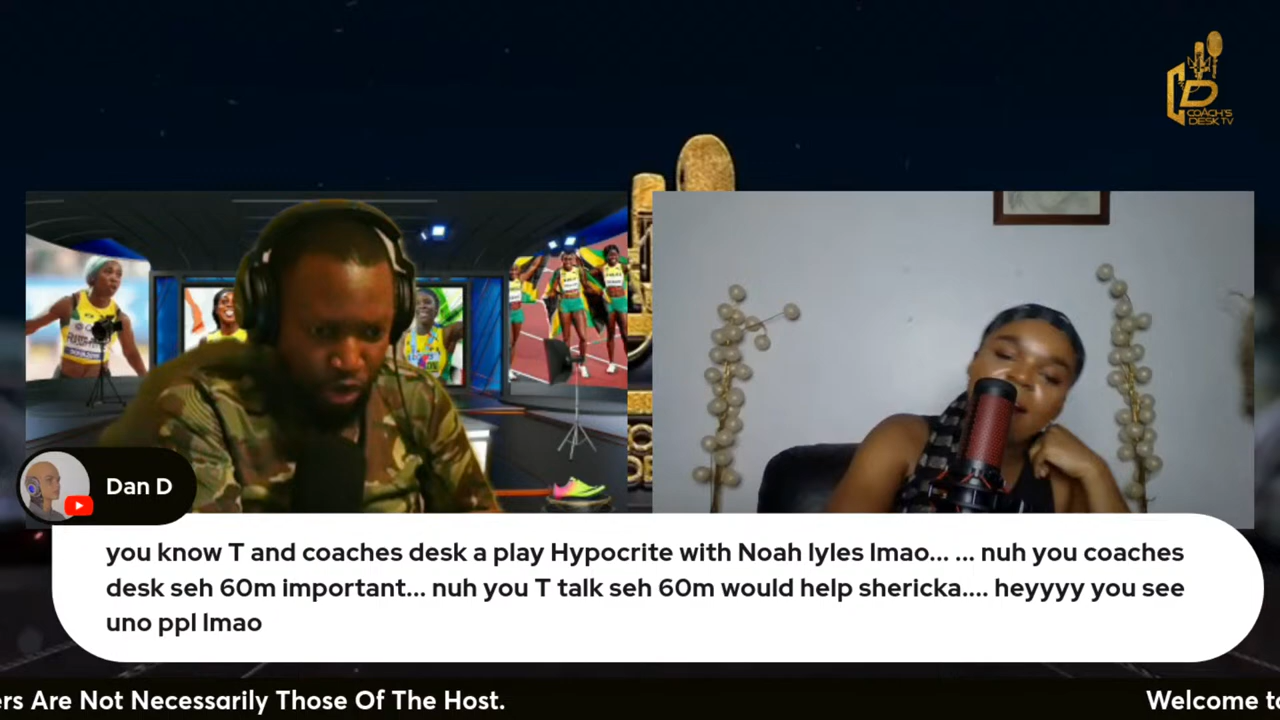 COACH'S
DESK TV
Dan D
you know T and coaches desk a play Hypocrite with Noah lyles lmao... ... nuh you coaches
desk seh 60m important... nuh you T talk seh 60m would help shericka.... heyyyy you see
uno ppl lmao
ers Are Not Necessarily Those Of The Host.
Welcome to